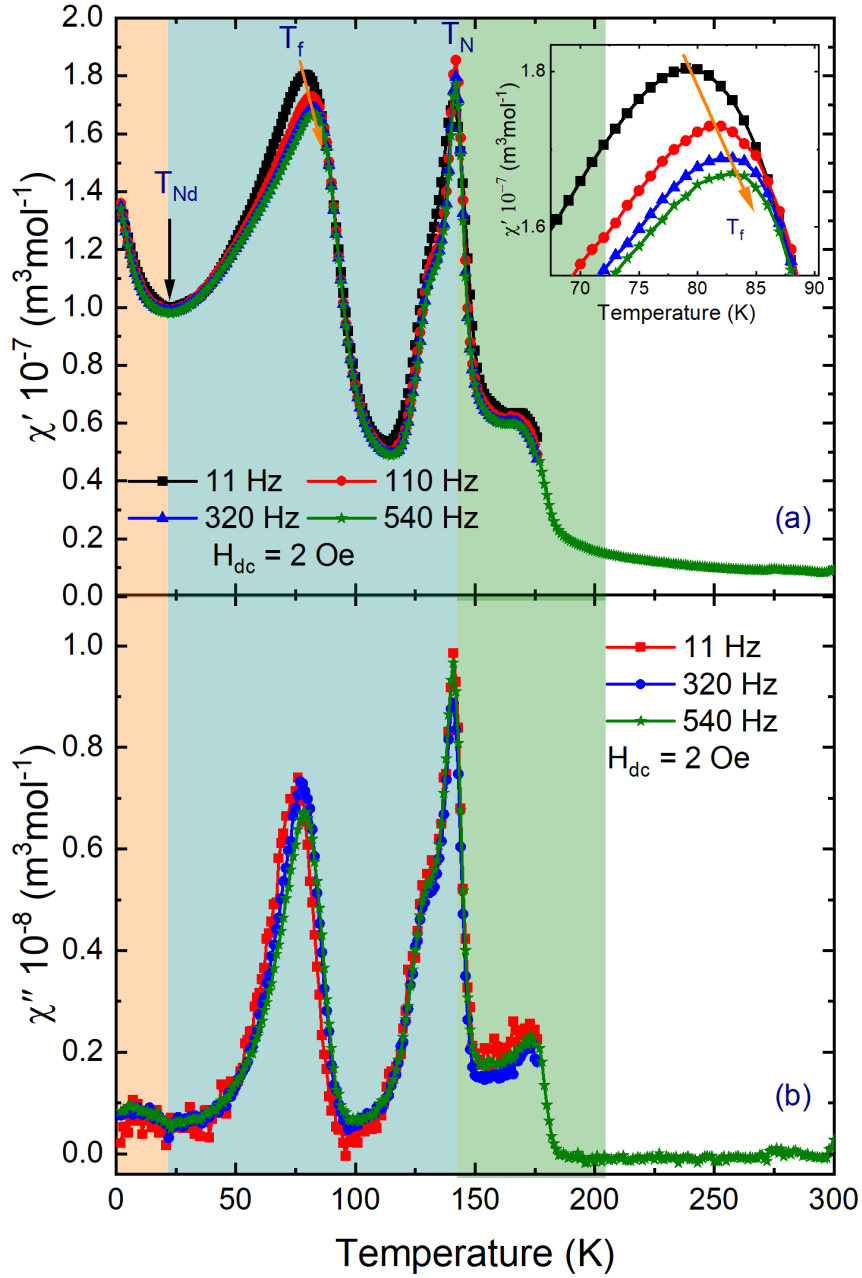 2.0
1.8
1.6
1.4
1.2
1.0
0.8
0.6
0.4
0.2
0.0
χ′ 10⁻⁷ (m³mol⁻¹)
T_Nd
T_f
T_N
11 Hz
110 Hz
320 Hz
540 Hz
H_dc = 2 Oe
(a)
1.8
1.6
χ′ 10⁻⁷ (m³mol⁻¹)
T_f
70 75 80 85 90
Temperature (K)
1.0
0.8
0.6
0.4
0.2
0.0
χ″ 10⁻⁸ (m³mol⁻¹)
11 Hz
320 Hz
540 Hz
H_dc = 2 Oe
(b)
0 50 100 150 200 250 300
Temperature (K)